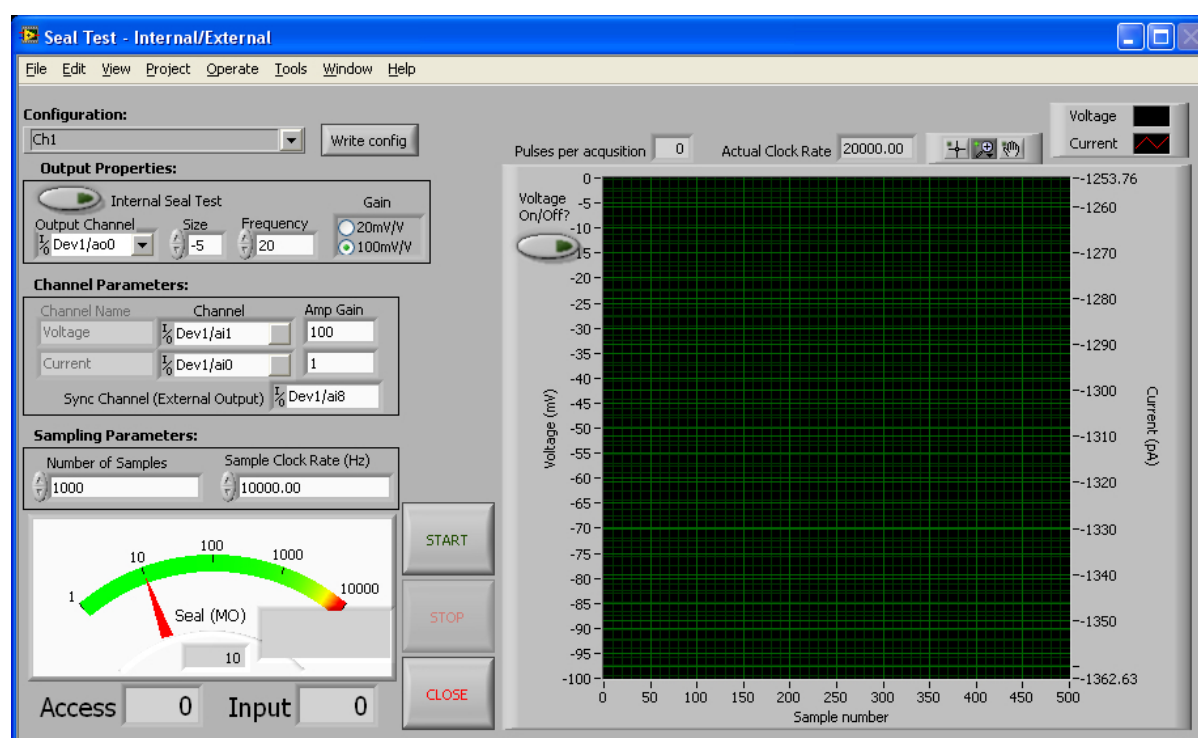 Seal Test - Internal/External
File Edit View Project Operate Tools Window Help
Configuration:
Ch1
Write config
Output Properties:
Internal Seal Test
Gain
Output Channel Size Frequency
20mV/V
Dev1/ao0 -5 20
100mV/V
Channel Parameters:
Channel Name Channel Amp Gain
Voltage Dev1/ai1 100
Current Dev1/ai0 1
Sync Channel (External Output) Dev1/ai8
Sampling Parameters:
Number of Samples Sample Clock Rate (Hz)
1000 10000.00
1 10 100 1000 10000
Seal (MO)
10
START
STOP
CLOSE
Access 0 Input 0
Pulses per acqusition 0 Actual Clock Rate 20000.00
Voltage
Current
Voltage
On/Off?
0
-5
-10
-15
-20
-25
-30
-35
-40
-45
-50
-55
-60
-65
-70
-75
-80
-85
-90
-95
-100
Voltage (mV)
-1253.76
-1260
-1270
-1280
-1290
-1300
-1310
-1320
-1330
-1340
-1350
-1362.63
Current (pA)
0 50 100 150 200 250 300 350 400 450 500
Sample number